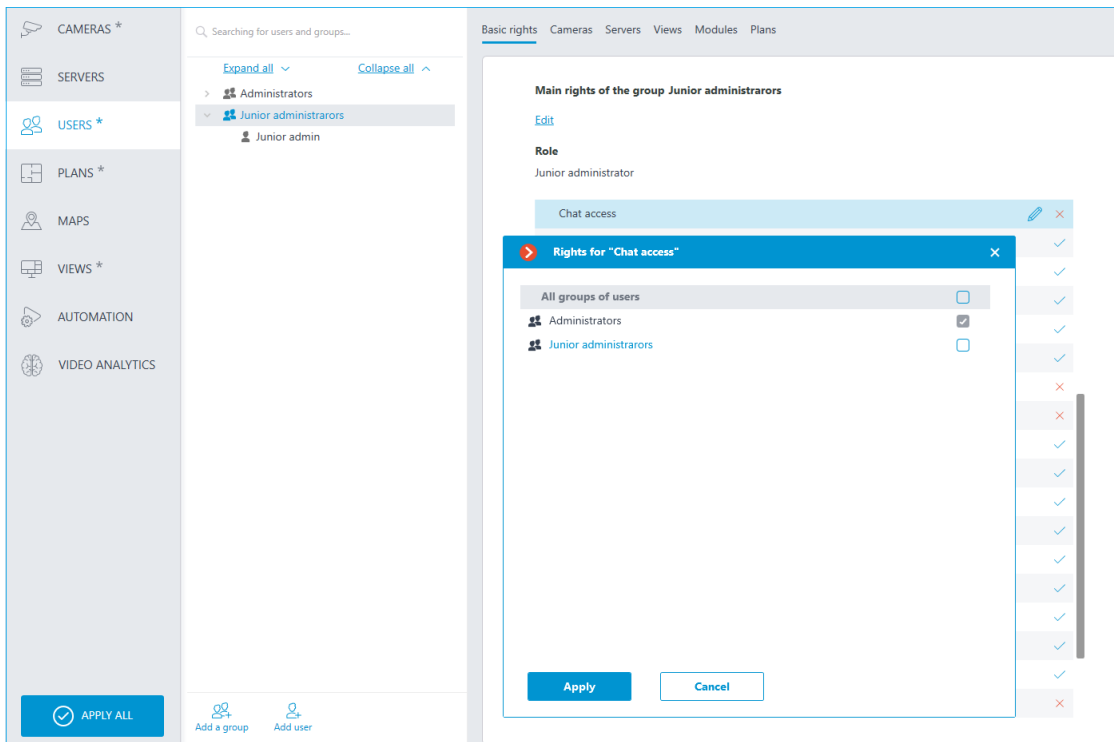 CAMERAS *
SERVERS
USERS *
PLANS *
MAPS
VIEWS *
AUTOMATION
VIDEO ANALYTICS
APPLY ALL
Searching for users and groups...
Expand all
Collapse all
Administrators
Junior administrarors
Junior admin
Add a group
Add user
Basic rights Cameras Servers Views Modules Plans
Main rights of the group Junior administrarors
Edit
Role
Junior administrator
Chat access
Rights for "Chat access"
All groups of users
Administrators
Junior administrarors
Apply
Cancel